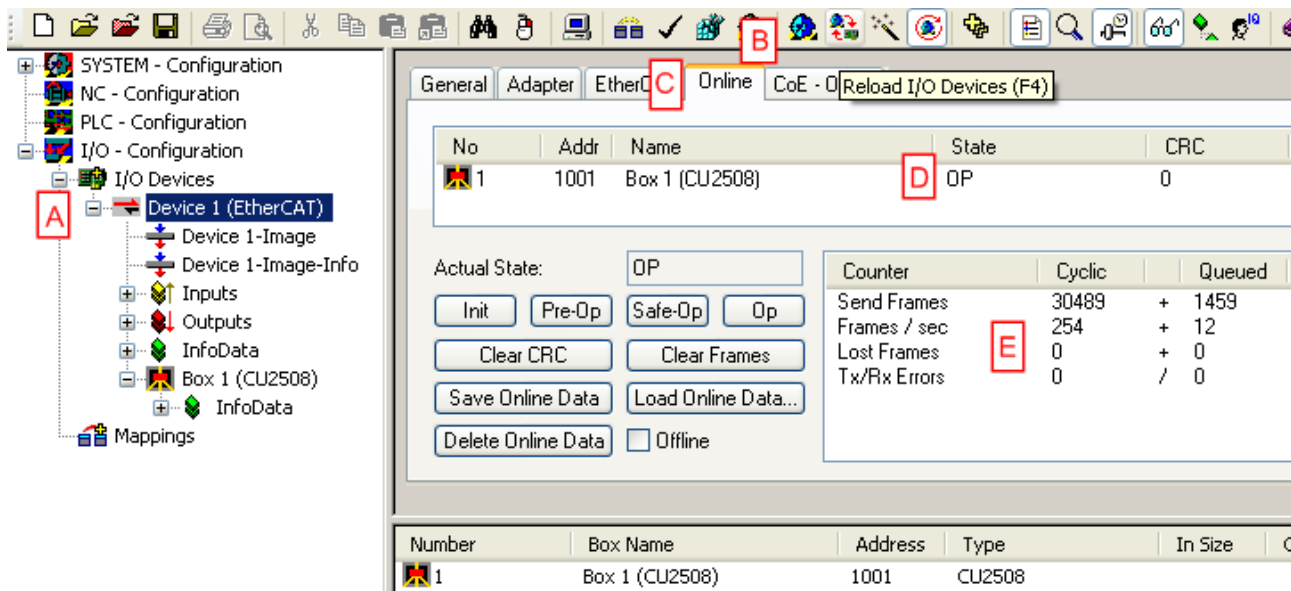 B
IQ
SYSTEM - Configuration
NC - Configuration
PLC - Configuration
I/O - Configuration
I/O Devices
A
Device 1 (EtherCAT)
Device 1-Image
Device 1-Image-Info
Inputs
Outputs
InfoData
Box 1 (CU2508)
InfoData
Mappings
General Adapter EtherC C Online CoE - O Reload I/O Devices (F4)
No Addr Name State CRC
1 1001 Box 1 (CU2508) D OP 0
Actual State: OP
Init Pre-Op Safe-Op Op
Clear CRC Clear Frames
Save Online Data Load Online Data...
Delete Online Data Offline
Counter Cyclic Queued
Send Frames 30489 + 1459
Frames / sec 254 + 12
E
Lost Frames 0 + 0
Tx/Rx Errors 0 / 0
Number Box Name Address Type In Size
1 Box 1 (CU2508) 1001 CU2508